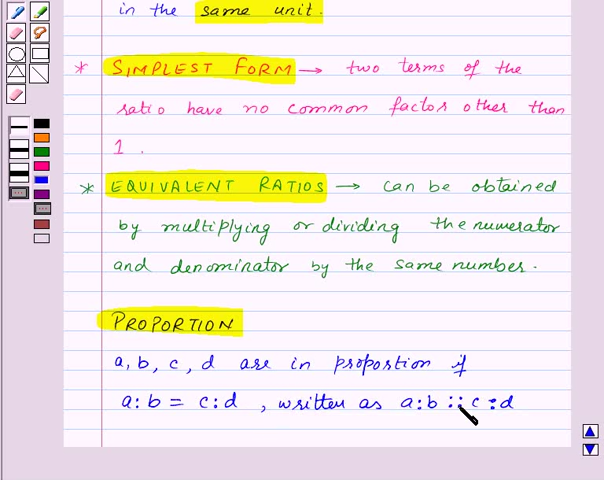 in the same unit.
* SIMPLEST FORM → two terms of the
ratio have no common factor other than
1.
* EQUIVALENT RATIOS → can be obtained
by multiplying or dividing the numerator
and denominator by the same number.
PROPORTION
a, b, c, d are in proportion if
a:b = c:d, written as a:b :: c:d